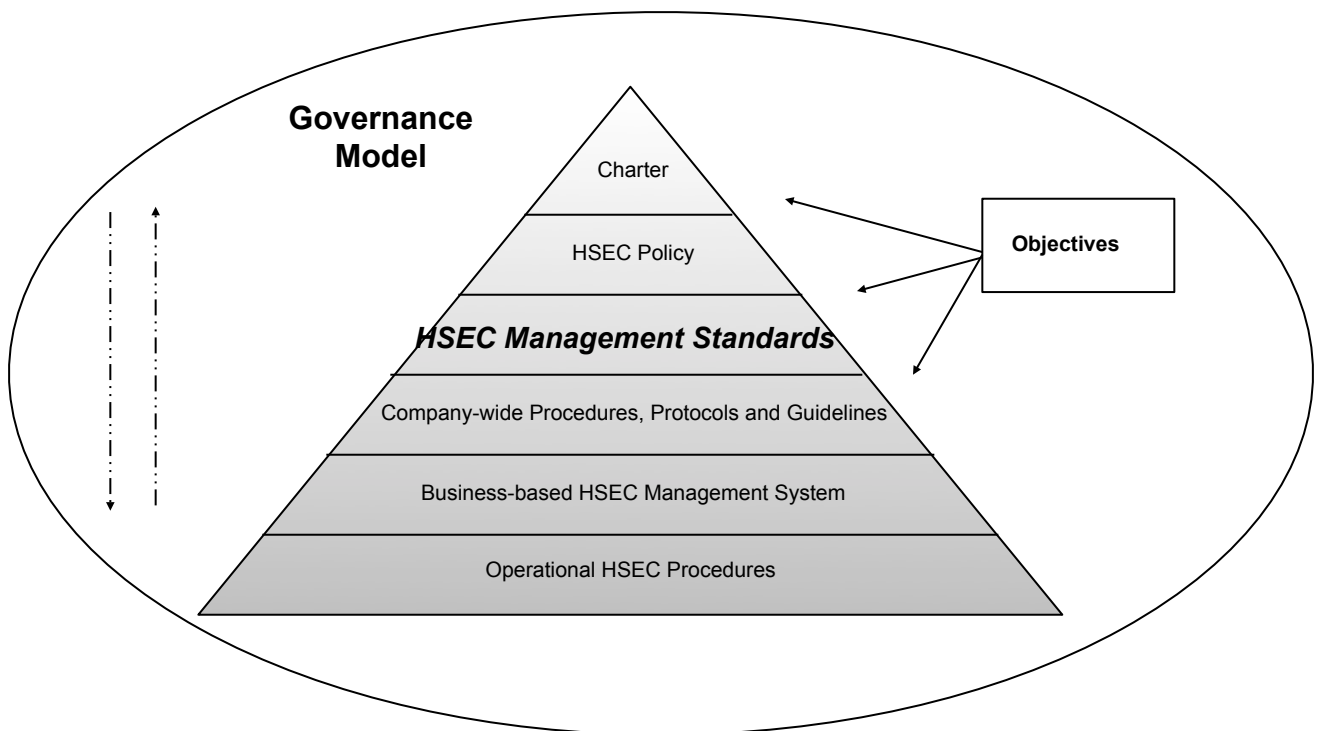 Governance
Model
Charter
HSEC Policy
Objectives
HSEC Management Standards
Company-wide Procedures, Protocols and Guidelines
Business-based HSEC Management System
Operational HSEC Procedures